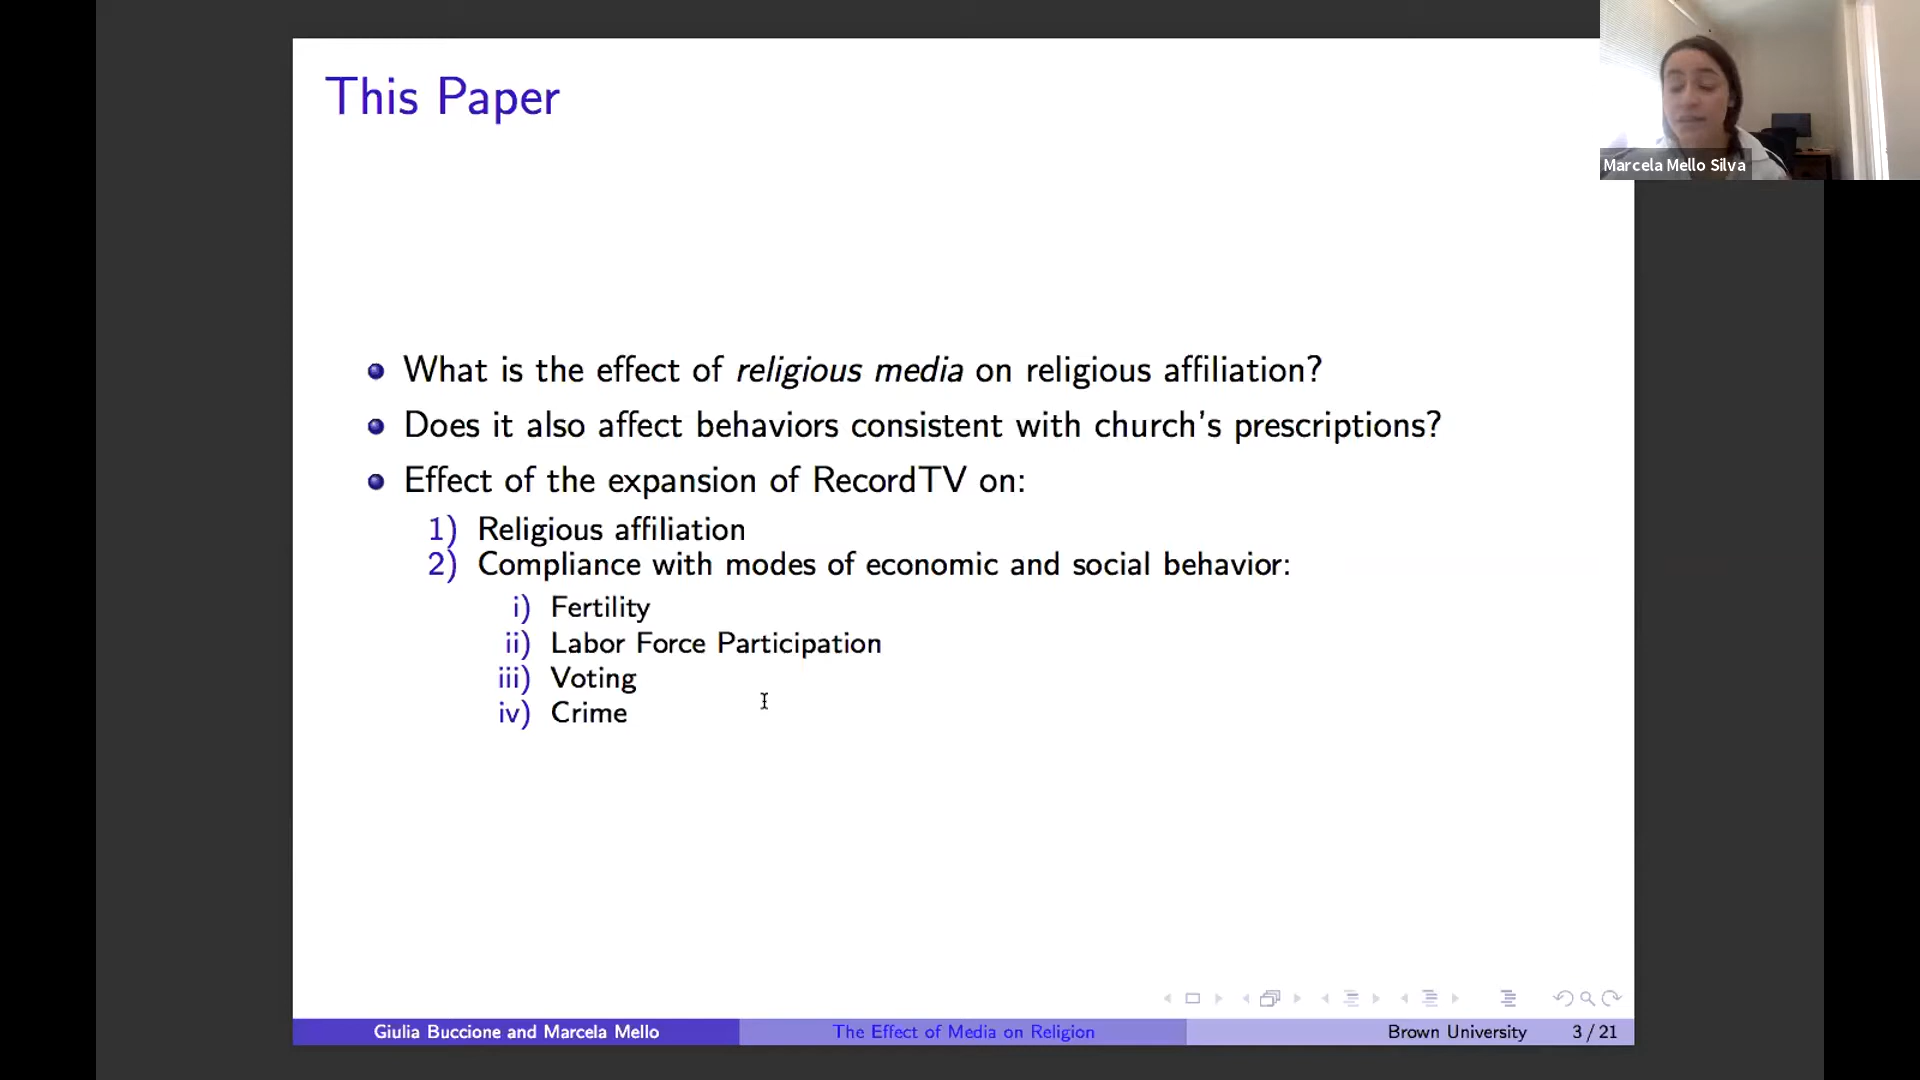 This Paper
Marcela Mello Silva
What is the effect of religious media on religious affiliation?
Does it also affect behaviors consistent with church's prescriptions?
Effect of the expansion of RecordTV on:
1) Religious affiliation
2) Compliance with modes of economic and social behavior:
i) Fertility
ii) Labor Force Participation
iii) Voting
iv) Crime
Giulia Buccione and Marcela Mello
The Effect of Media on Religion
Brown University
3 / 21